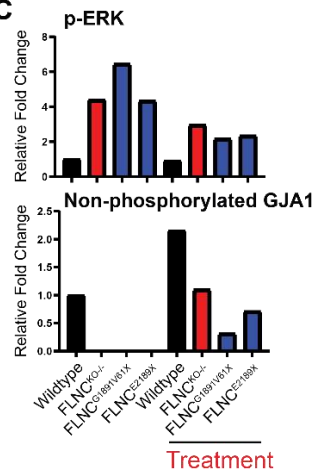 C
p-ERK
Relative Fold Change
8
6
4
2
0
Non-phosphorylated GJA1
Relative Fold Change
2.5
2.0
1.5
1.0
0.5
0.0
Wildtype
FLNCKO-/-
FLNCG1891V61X
FLNCE2189X
Wildtype
FLNCKO-/-
FLNCG1891V61X
FLNCE2189X
Treatment